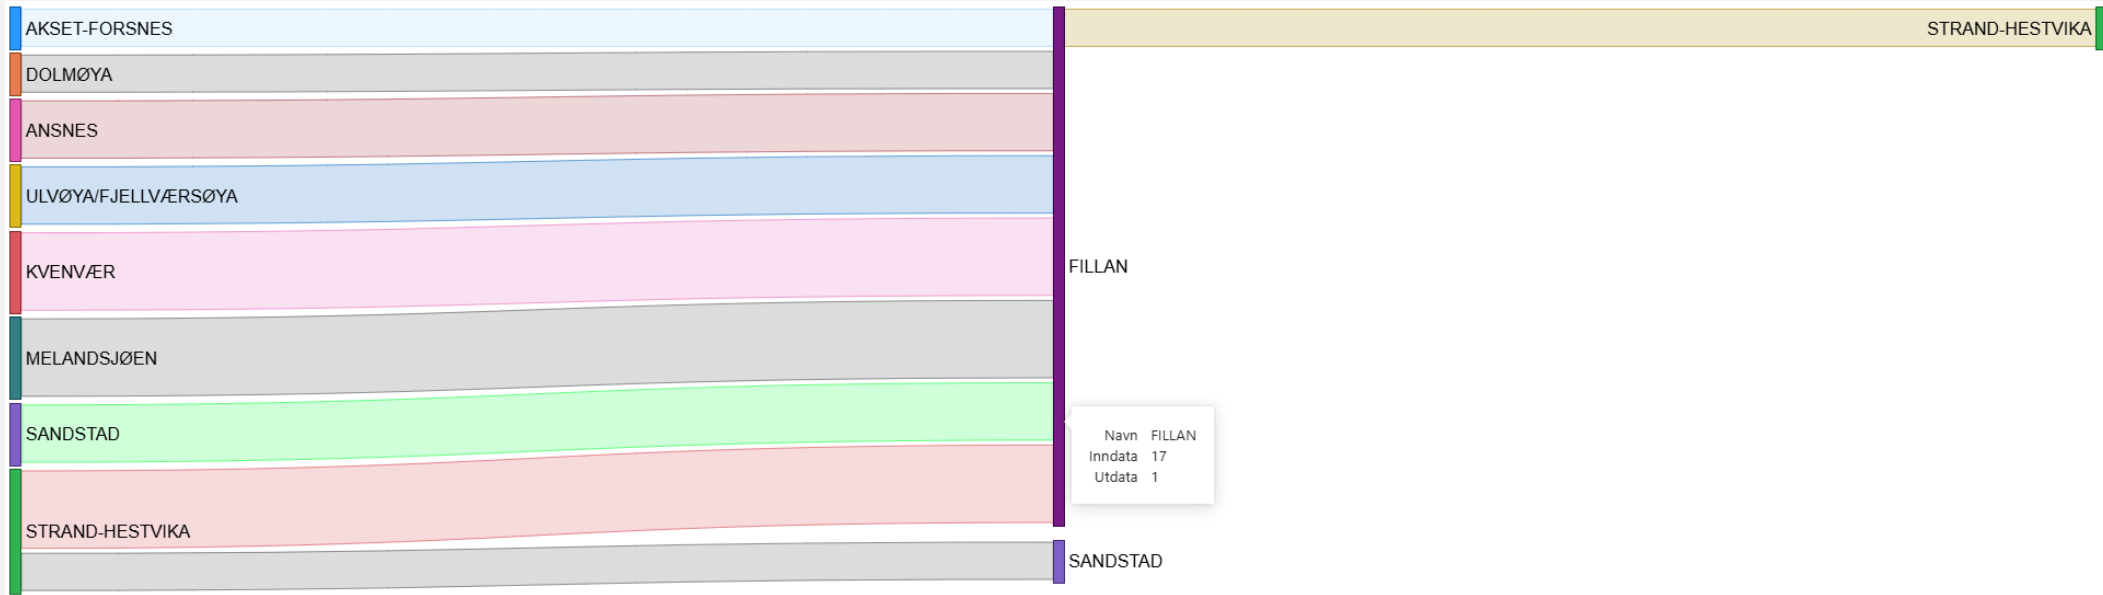 AKSET-FORSNES
STRAND-HESTVIKA
DOLMØYA
ANSNES
ULVØYA/FJELLVÆRSØYA
KVENVÆR
FILLAN
MELANDSJØEN
SANDSTAD
Navn FILLAN
Inndata 17
Utdata 1
STRAND-HESTVIKA
SANDSTAD